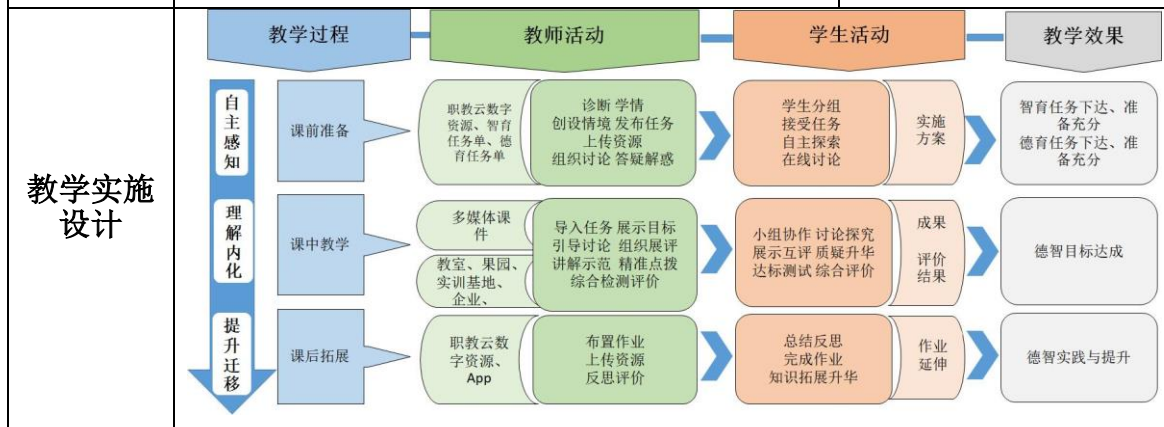 教学实施
设计
教学过程
教师活动
学生活动
教学效果
自主感知
课前准备
职教云数字
资源、智育
任务单、德
育任务单
诊断 学情
创设情境 发布任务
上传资源
组织讨论 答疑解惑
学生分组
接受任务
自主探索
在线讨论
实施
方案
智育任务下达、准
备充分
德育任务下达、准
备充分
理解内化
课中教学
多媒体课
件
教室、果园、
实训基地、
企业、
导入任务 展示目标
引导讨论 组织展评
讲解示范 精准点拨
综合检测评价
小组协作 讨论探究
展示互评 质疑升华
达标测试 综合评价
成果
评价
结果
德智目标达成
提升迁移
课后拓展
职教云数
字资源、
App
布置作业
上传资源
反思评价
总结反思
完成作业
知识拓展升华
作业
延伸
德智实践与提升